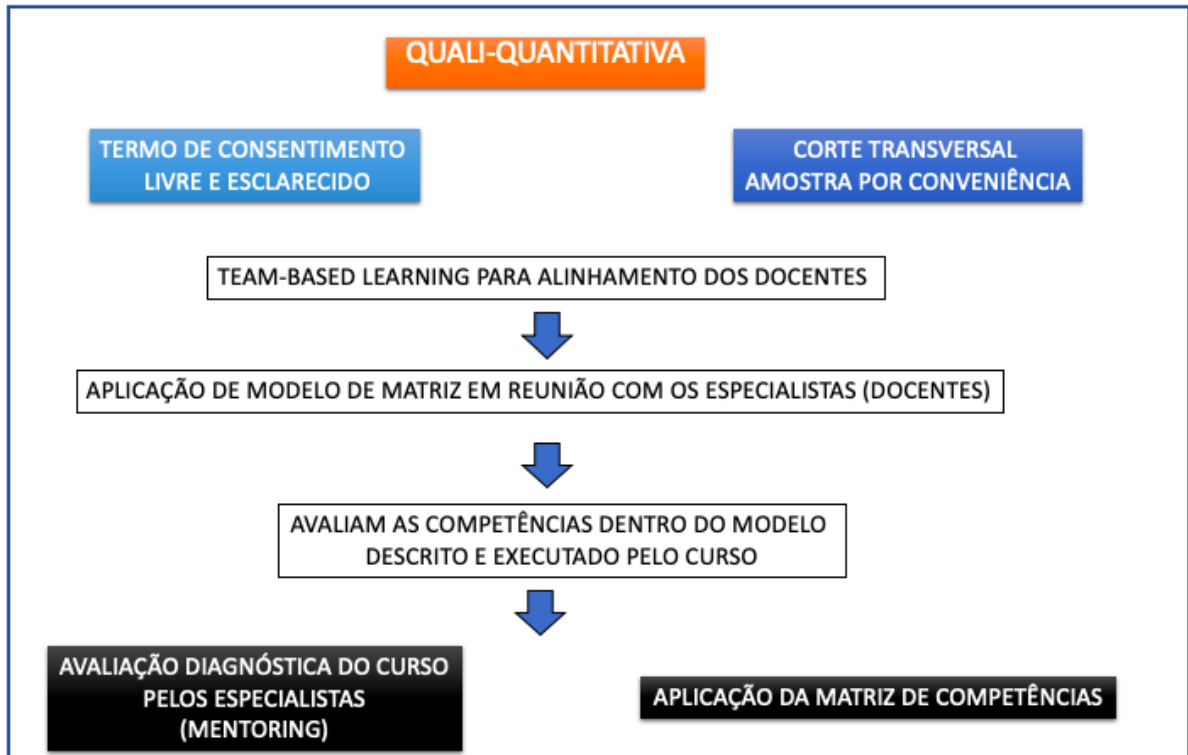 QUALI-QUANTITATIVA
TERMO DE CONSENTIMENTO
LIVRE E ESCLARECIDO
CORTE TRANSVERSAL
AMOSTRA POR CONVENIÊNCIA
TEAM-BASED LEARNING PARA ALINHAMENTO DOS DOCENTES
APLICAÇÃO DE MODELO DE MATRIZ EM REUNIÃO COM OS ESPECIALISTAS (DOCENTES)
AVALIAM AS COMPETÊNCIAS DENTRO DO MODELO
DESCRITO E EXECUTADO PELO CURSO
AVALIAÇÃO DIAGNÓSTICA DO CURSO
PELOS ESPECIALISTAS
(MENTORING)
APLICAÇÃO DA MATRIZ DE COMPETÊNCIAS